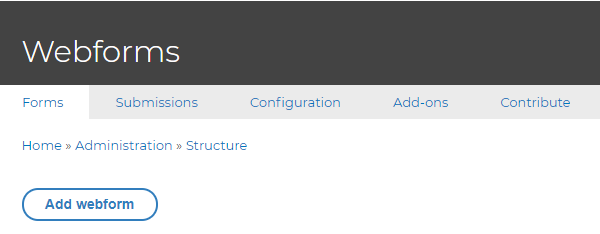 Webforms
Forms Submissions Configuration Add-ons Contribute
Home » Administration » Structure
Add webform